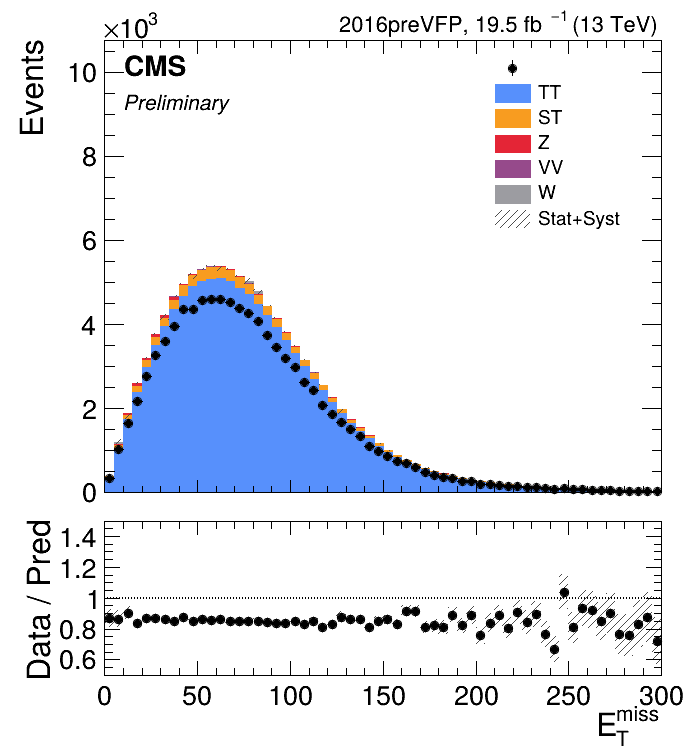 ×10³
2016preVFP, 19.5 fb ⁻¹ (13 TeV)
Events
CMS
Preliminary
TT
ST
Z
VV
W
Stat+Syst
10
8
6
4
2
0
Data / Pred
1.4
1.2
1
0.8
0.6
0 50 100 150 200 250 300
E_T^miss